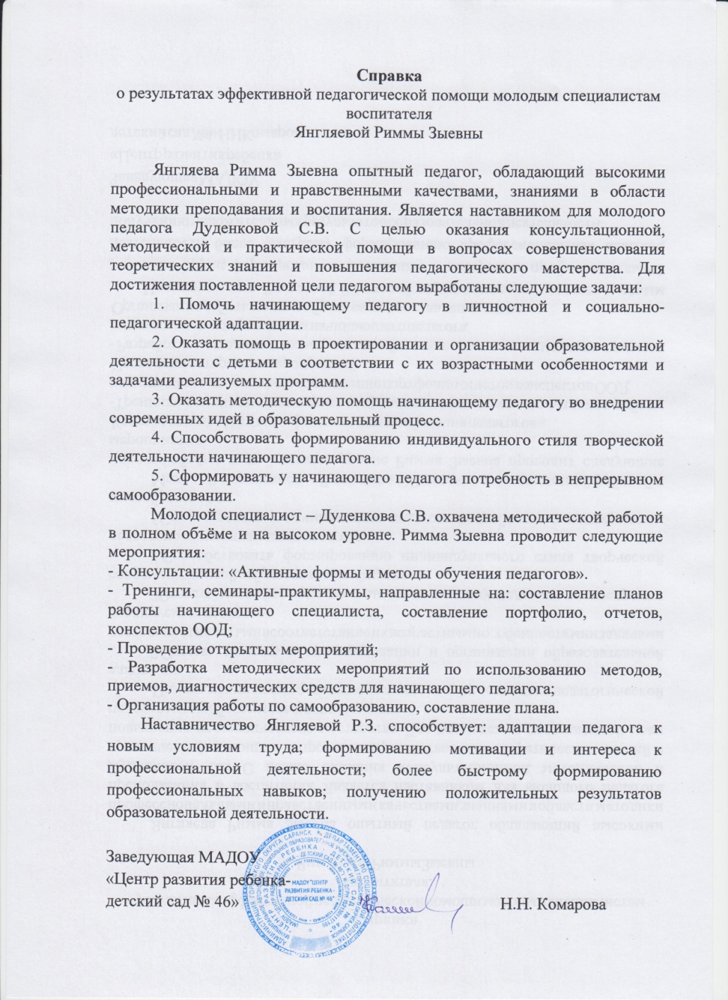 Справка
о результатах эффективной педагогической помощи молодым специалистам
воспитателя
Янгляевой Риммы Зыевны
Янгляева Римма Зыевна опытный педагог, обладающий высокими
профессиональными и нравственными качествами, знаниями в области
методики преподавания и воспитания. Является наставником для молодого
педагога Дуденковой С.В. С целью оказания консультационной,
методической и практической помощи в вопросах совершенствования
теоретических знаний и повышения педагогического мастерства. Для
достижения поставленной цели педагогом выработаны следующие задачи:
1. Помочь начинающему педагогу в личностной и социально-
педагогической адаптации.
2. Оказать помощь в проектировании и организации образовательной
деятельности с детьми в соответствии с их возрастными особенностями и
задачами реализуемых программ.
3. Оказать методическую помощь начинающему педагогу во внедрении
современных идей в образовательный процесс.
4. Способствовать формированию индивидуального стиля творческой
деятельности начинающего педагога.
5. Сформировать у начинающего педагога потребность в непрерывном
самообразовании.
Молодой специалист – Дуденкова С.В. охвачена методической работой
в полном объёме и на высоком уровне. Римма Зыевна проводит следующие
мероприятия:
- Консультации: «Активные формы и методы обучения педагогов».
- Тренинги, семинары-практикумы, направленные на: составление планов
работы начинающего специалиста, составление портфолио, отчетов,
конспектов ООД;
- Проведение открытых мероприятий;
- Разработка методических мероприятий по использованию методов,
приемов, диагностических средств для начинающего педагога;
- Организация работы по самообразованию, составление плана.
Наставничество Янгляевой Р.З. способствует: адаптации педагога к
новым условиям труда; формированию мотивации и интереса к
профессиональной деятельности; более быстрому формированию
профессиональных навыков; получению положительных результатов
образовательной деятельности.
Заведующая МАДОУ
«Центр развития ребенка-
детский сад № 46»
Н.Н. Комарова
МАДОУ "ЦЕНТР
РАЗВИТИЯ РЕБЕНКА -
ДЕТСКИЙ САД № 46"